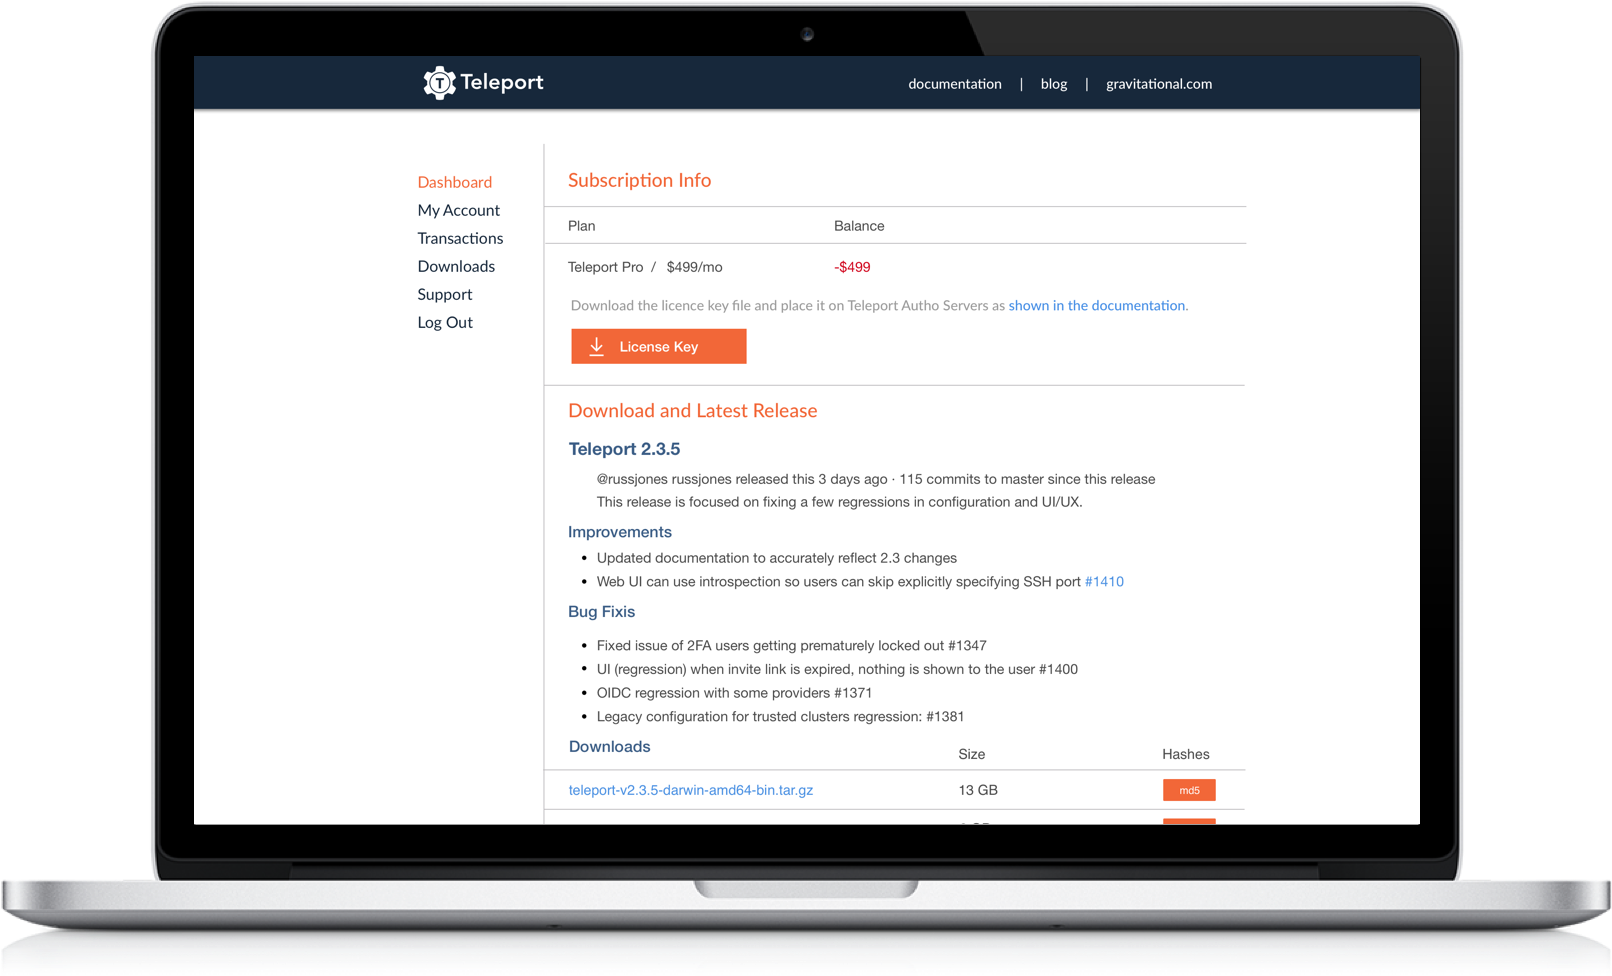 Teleport
documentation | blog | gravitational.com
Dashboard
My Account
Transactions
Downloads
Support
Log Out
Subscription Info
Plan Balance
Teleport Pro / $499/mo -$499
Download the licence key file and place it on Teleport Autho Servers as shown in the documentation.
License Key
Download and Latest Release
Teleport 2.3.5
@russjones russjones released this 3 days ago · 115 commits to master since this release
This release is focused on fixing a few regressions in configuration and UI/UX.
Improvements
• Updated documentation to accurately reflect 2.3 changes
• Web UI can use introspection so users can skip explicitly specifying SSH port #1410
Bug Fixis
• Fixed issue of 2FA users getting prematurely locked out #1347
• UI (regression) when invite link is expired, nothing is shown to the user #1400
• OIDC regression with some providers #1371
• Legacy configuration for trusted clusters regression: #1381
Downloads Size Hashes
teleport-v2.3.5-darwin-amd64-bin.tar.gz 13 GB md5